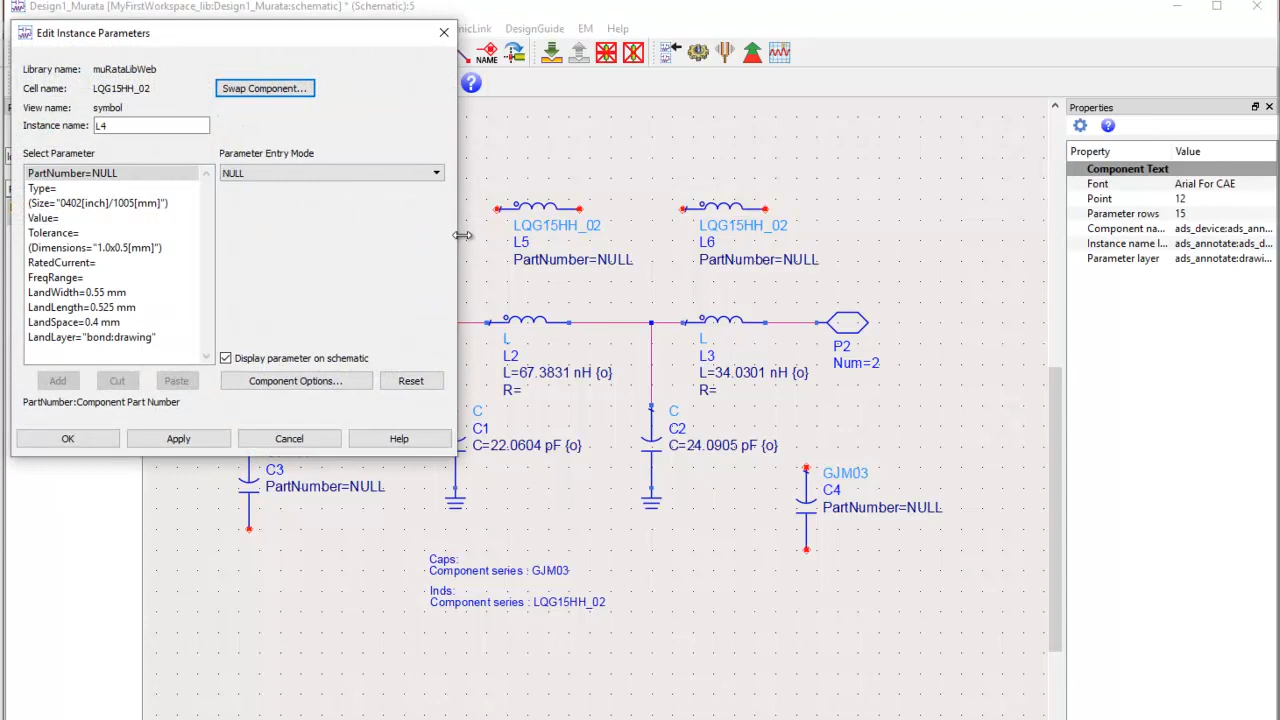 Design1_Murata [MyFirstWorkspace_lib:Design1_Murata:schematic] * (Schematic):5
Edit Instance Parameters
micLink
DesignGuide
EM
Help
NAME
Library name:
muRataLibWeb
Cell name:
LQG15HH_02
Swap Component...
View name:
symbol
Instance name:
L4
Select Parameter
Parameter Entry Mode
PartNumber=NULL
NULL
Type=
(Size="0402[inch]/1005[mm]")
Value=
Tolerance=
(Dimensions="1.0x0.5[mm]")
RatedCurrent=
FreqRange=
LandWidth=0.55 mm
LandLength=0.525 mm
LandSpace=0.4 mm
LandLayer="bond:drawing"
Display parameter on schematic
Add
Cut
Paste
Component Options...
Reset
PartNumber:Component Part Number
OK
Apply
Cancel
Help
LQG15HH_02
L5
PartNumber=NULL
LQG15HH_02
L6
PartNumber=NULL
L
L2
L=67.3831 nH {o}
R=
L
L3
L=34.0301 nH {o}
R=
P2
Num=2
C
C1
C=22.0604 pF {o}
C
C2
C=24.0905 pF {o}
C3
PartNumber=NULL
GJM03
C4
PartNumber=NULL
Caps:
Component series : GJM03
Inds:
Component series : LQG15HH_02
Properties
Property
Value
Component Text
Font
Arial For CAE
Point
12
Parameter rows
15
Component na...
ads_device:ads_ann...
Instance name l...
ads_annotate:ads_d...
Parameter layer
ads_annotate:drawi...